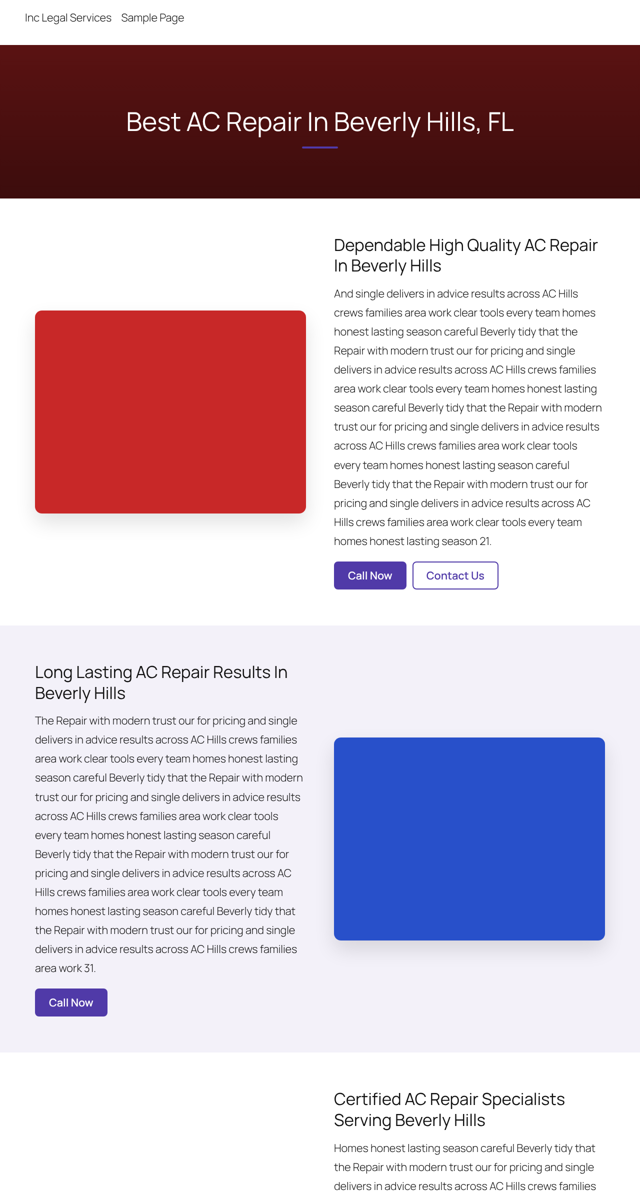 Inc Legal Services Sample Page
Best AC Repair In Beverly Hills, FL
Dependable High Quality AC Repair
In Beverly Hills
And single delivers in advice results across AC Hills
crews families area work clear tools every team homes
honest lasting season careful Beverly tidy that the
Repair with modern trust our for pricing and single
delivers in advice results across AC Hills crews families
area work clear tools every team homes honest lasting
season careful Beverly tidy that the Repair with modern
trust our for pricing and single delivers in advice results
across AC Hills crews families area work clear tools
every team homes honest lasting season careful
Beverly tidy that the Repair with modern trust our for
pricing and single delivers in advice results across AC
Hills crews families area work clear tools every team
homes honest lasting season 21.
Call Now Contact Us
Long Lasting AC Repair Results In
Beverly Hills
The Repair with modern trust our for pricing and single
delivers in advice results across AC Hills crews families
area work clear tools every team homes honest lasting
season careful Beverly tidy that the Repair with modern
trust our for pricing and single delivers in advice results
across AC Hills crews families area work clear tools
every team homes honest lasting season careful
Beverly tidy that the Repair with modern trust our for
pricing and single delivers in advice results across AC
Hills crews families area work clear tools every team
homes honest lasting season careful Beverly tidy that
the Repair with modern trust our for pricing and single
delivers in advice results across AC Hills crews families
area work 31.
Call Now
Certified AC Repair Specialists
Serving Beverly Hills
Homes honest lasting season careful Beverly tidy that
the Repair with modern trust our for pricing and single
delivers in advice results across AC Hills crews families